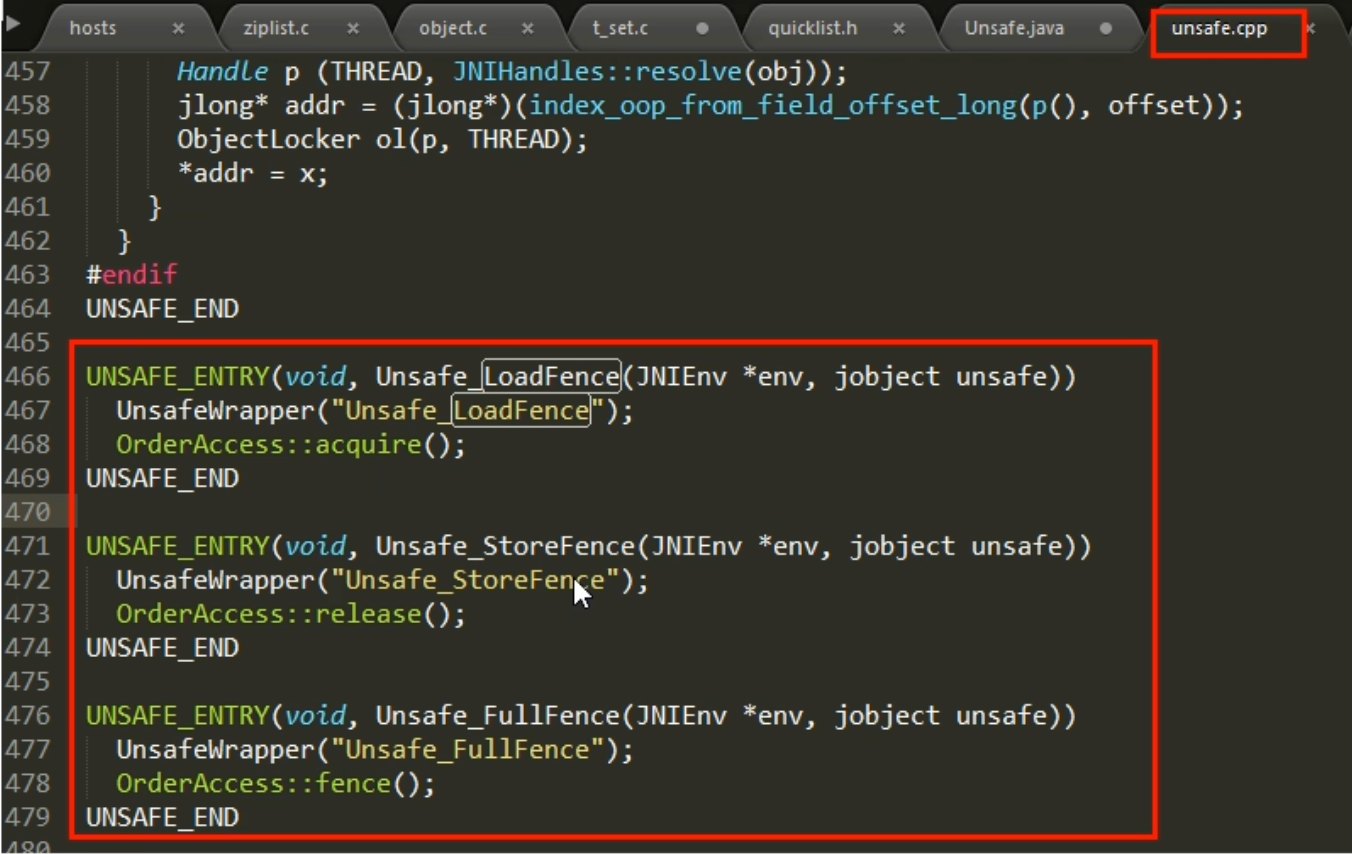 hosts × ziplist.c × object.c × t_set.c quicklist.h × Unsafe.java unsafe.cpp ×
457 Handle p (THREAD, JNIHandles::resolve(obj));
458 jlong* addr = (jlong*)(index_oop_from_field_offset_long(p(), offset));
459 ObjectLocker ol(p, THREAD);
460 *addr = x;
461 }
462 }
463 #endif
464 UNSAFE_END
465
466 UNSAFE_ENTRY(void, Unsafe_LoadFence(JNIEnv *env, jobject unsafe))
467 UnsafeWrapper("Unsafe_LoadFence");
468 OrderAccess::acquire();
469 UNSAFE_END
470
471 UNSAFE_ENTRY(void, Unsafe_StoreFence(JNIEnv *env, jobject unsafe))
472 UnsafeWrapper("Unsafe_StoreFence");
473 OrderAccess::release();
474 UNSAFE_END
475
476 UNSAFE_ENTRY(void, Unsafe_FullFence(JNIEnv *env, jobject unsafe))
477 UnsafeWrapper("Unsafe_FullFence");
478 OrderAccess::fence();
479 UNSAFE_END
480